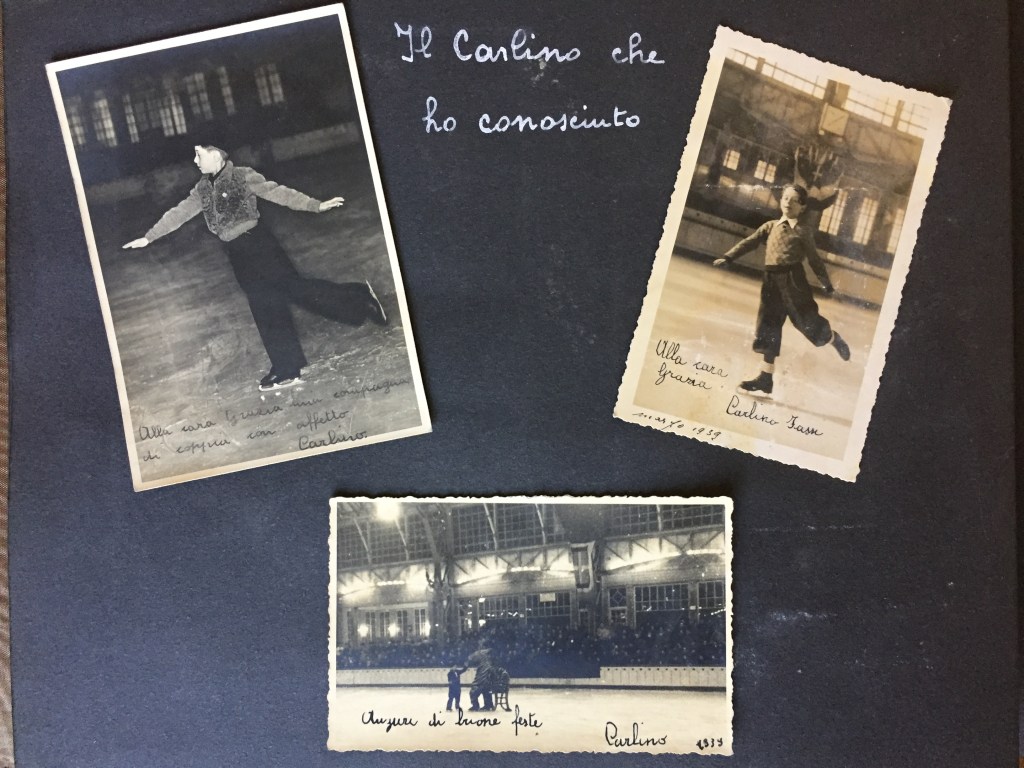 Il Carlino che
ho conosciuto
Alla cara Grazia mia compagna
di coppia con affetto
Carlino.
Alla cara
Grazia.
Carlino Fassi
marzo 1939
Auguri di buone feste
Carlino 1939